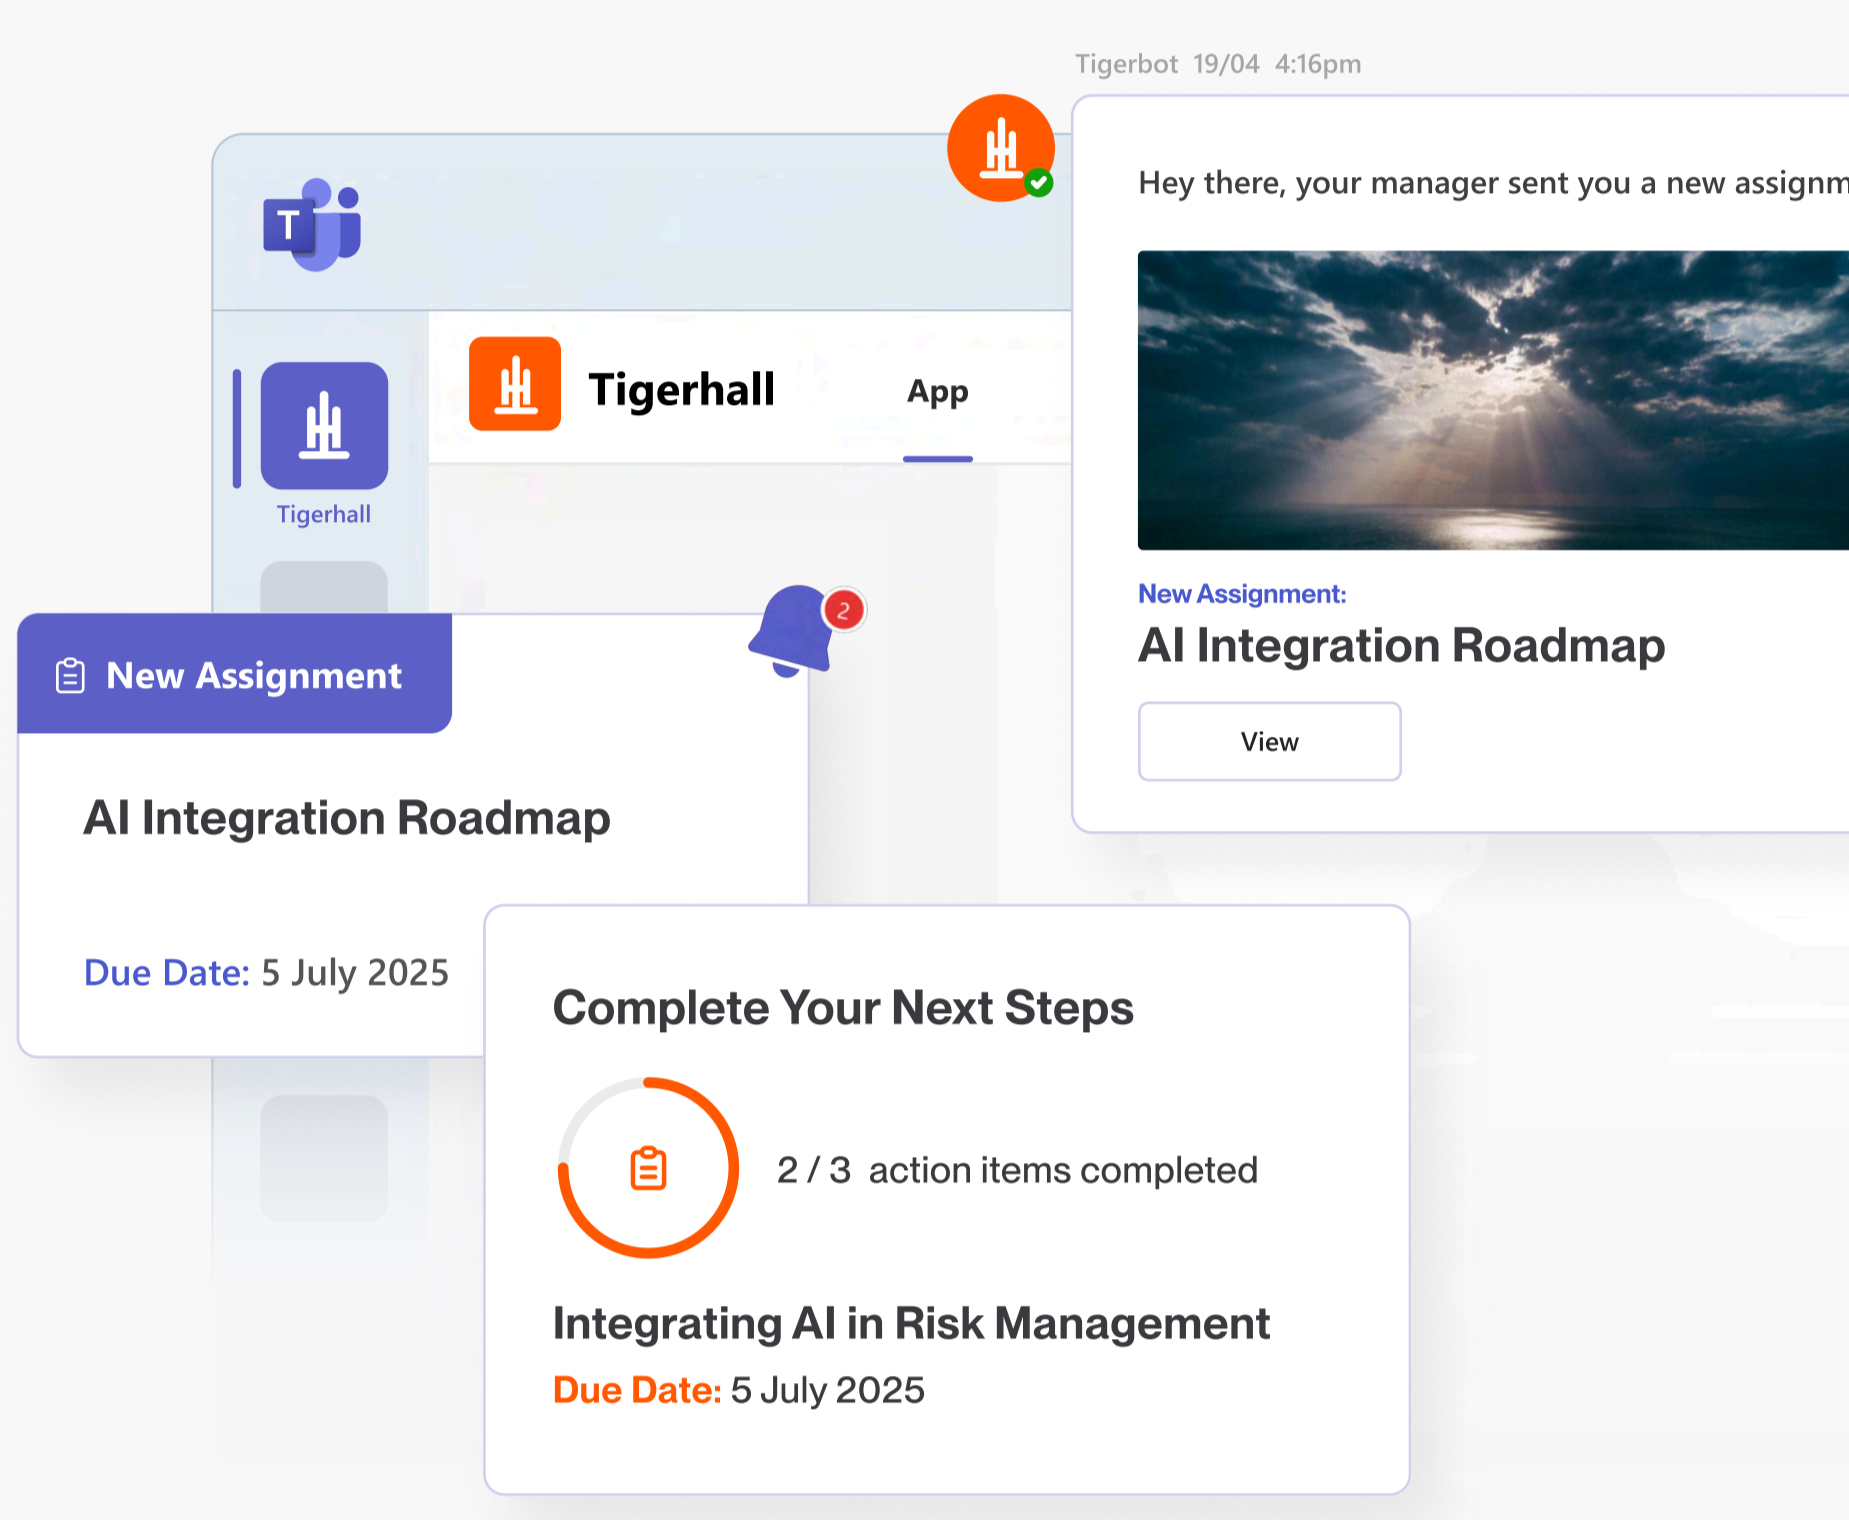 Tigerbot 19/04 4:16pm
Hey there, your manager sent you a new
T
Tigerhall
App
Tigerhall
New Assignment:
AI Integration Roadmap
View
2
New Assignment
AI Integration Roadmap
Due Date: 5 July 2025
Complete Your Next Steps
2 / 3 action items completed
Integrating AI in Risk Management
Due Date: 5 July 2025